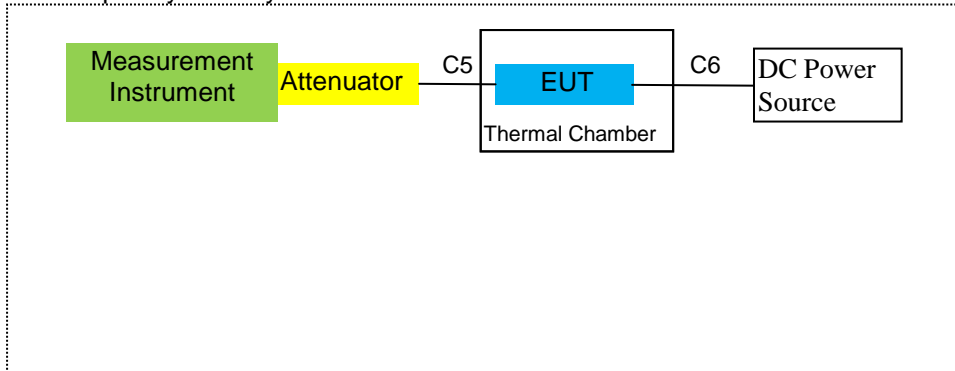 Measurement
Instrument
Attenuator
C5
EUT
Thermal Chamber
C6
DC Power
Source